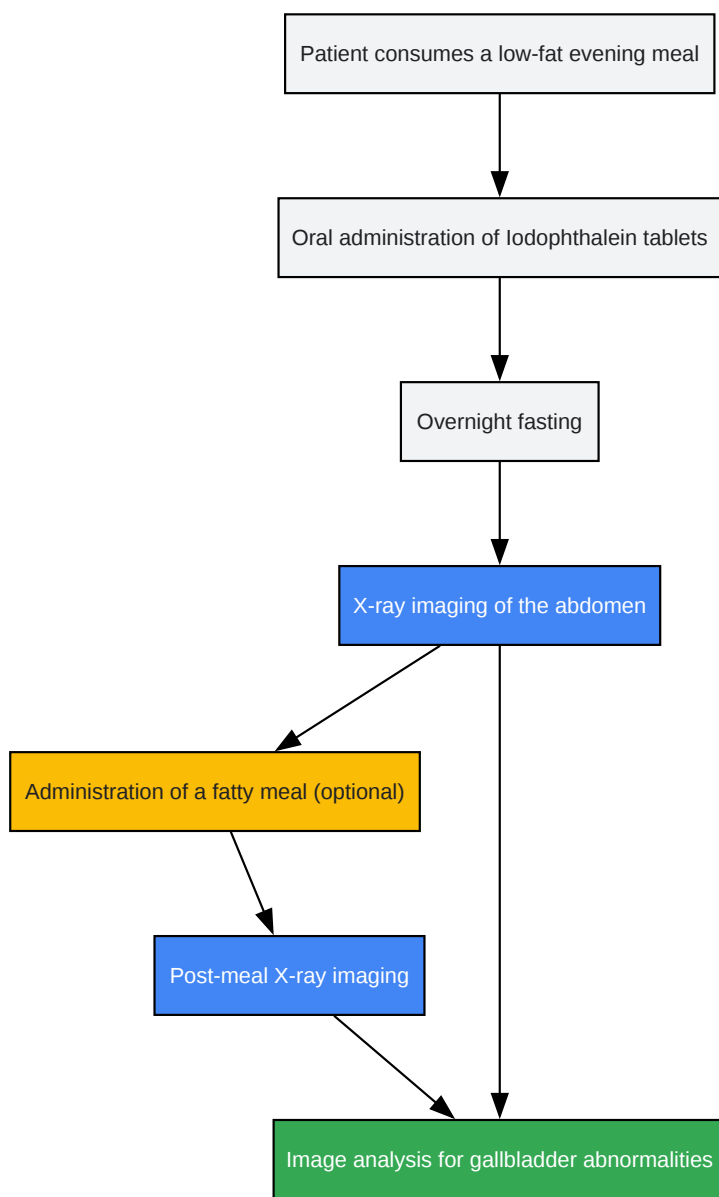 Patient consumes a low-fat evening meal
Oral administration of Iodophthalein tablets
Overnight fasting
X-ray imaging of the abdomen
Administration of a fatty meal (optional)
Post-meal X-ray imaging
Image analysis for gallbladder abnormalities